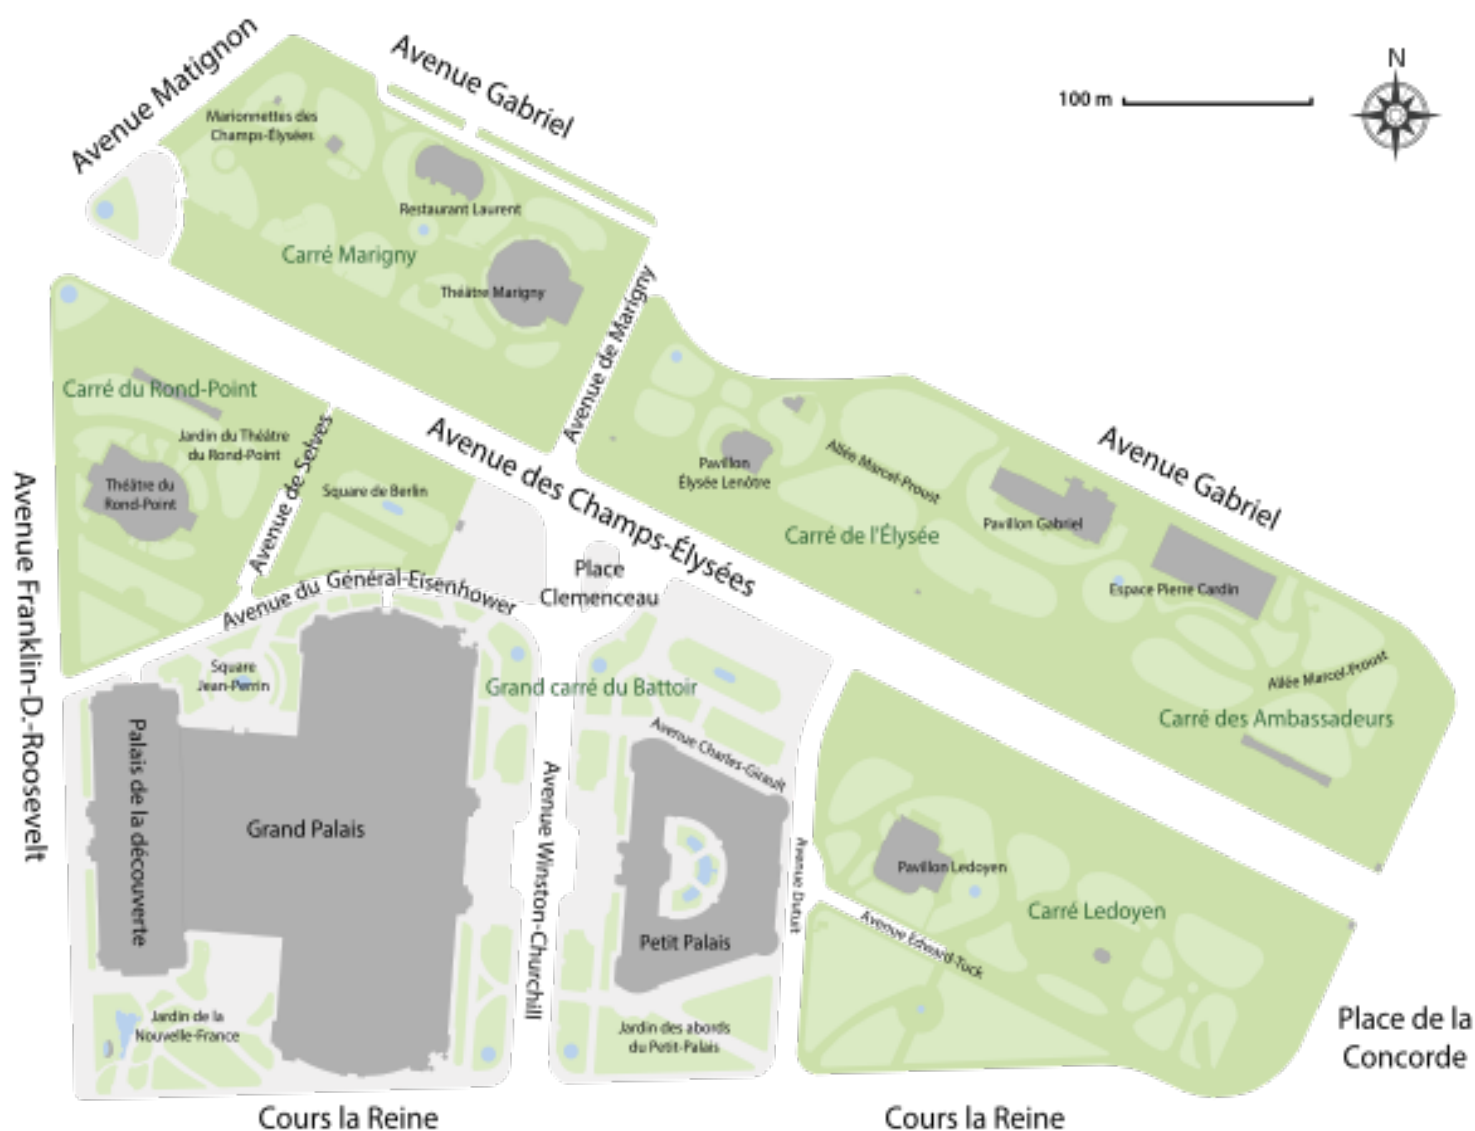 Avenue Matignon
Avenue Gabriel
N
100 m
Marionnettes des
Champs-Élysées
Restaurant Laurent
Carré Marigny
Théâtre Marigny
Avenue de Marigny
Carré du Rond-Point
Jardin du Théâtre
du Rond-Point
Théâtre du
Rond-Point
Avenue de Selves
Square de Berlin
Avenue des Champs-Élysées
Pavillon
Élysée Lenôtre
Allée Marcel-Proust
Carré de l'Élysée
Pavillon Gabriel
Avenue Gabriel
Espace Pierre Cardin
Avenue Franklin-D.-Roosevelt
Avenue du Général-Eisenhower
Place
Clemenceau
Square
Jean-Perrin
Grand carré du Battoir
Allée Marcel-Proust
Carré des Ambassadeurs
Avenue Charles-Girault
Palais de la découverte
Grand Palais
Avenue Winston-Churchill
Petit Palais
Avenue Dutuit
Pavillon Ledoyen
Carré Ledoyen
Avenue Edward-Tuck
Jardin de la
Nouvelle-France
Jardin des abords
du Petit-Palais
Place de la
Concorde
Cours la Reine
Cours la Reine